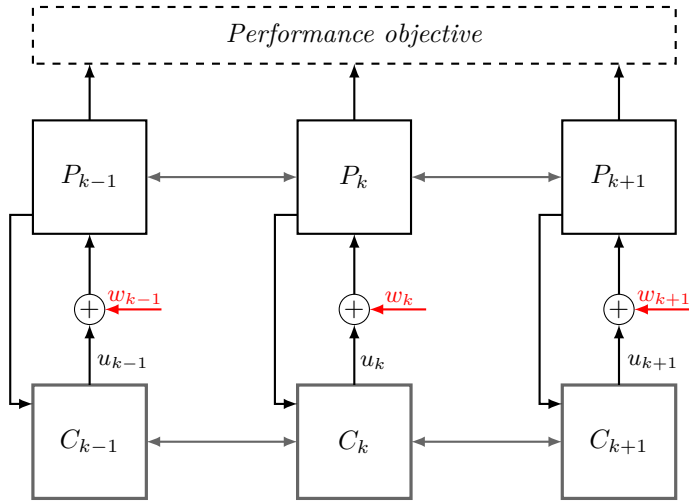 Performance objective
P_{k−1} P_k P_{k+1}
+ w_{k−1} + w_k + w_{k+1}
u_{k−1} u_k u_{k+1}
C_{k−1} C_k C_{k+1}